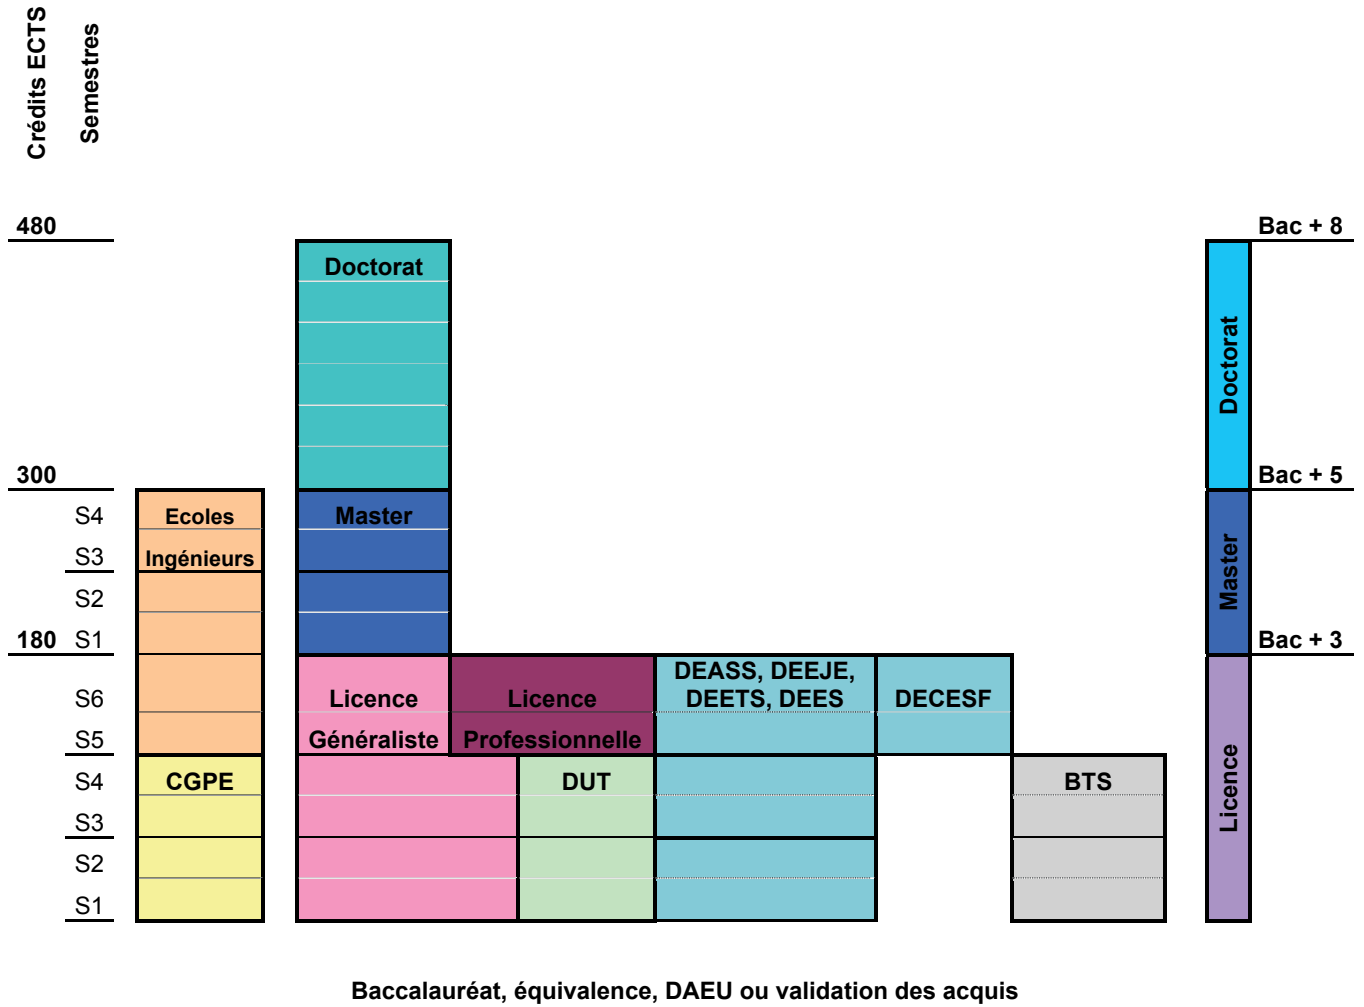 Crédits ECTS
Semestres
480
Bac + 8
Doctorat
Doctorat
300
Bac + 5
S4
Ecoles
Master
S3
Ingénieurs
Master
S2
180
S1
Bac + 3
DEASS, DEEJE,
S6
Licence
Licence
DEETS, DEES
DECESF
S5
Généraliste
Professionnelle
Licence
S4
CGPE
DUT
BTS
S3
S2
S1
Baccalauréat, équivalence, DAEU ou validation des acquis